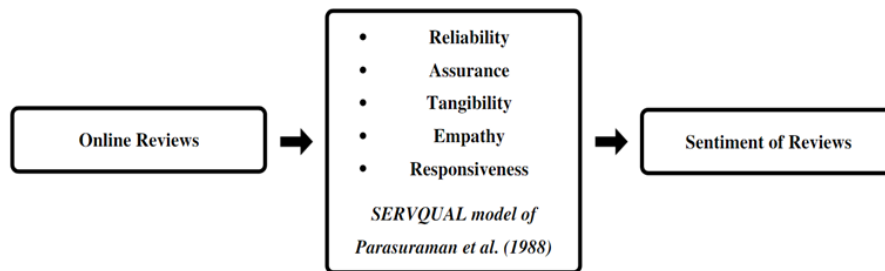 Online Reviews
• Reliability
• Assurance
• Tangibility
• Empathy
• Responsiveness
SERVQUAL model of
Parasuraman et al. (1988)
Sentiment of Reviews